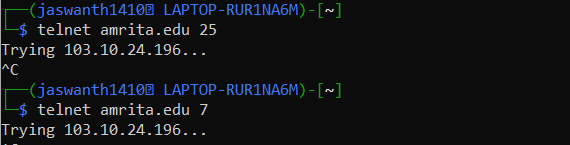 ┌──(jaswanth1410㉿ LAPTOP-RUR1NA6M)-[~]
└─$ telnet amrita.edu 25
Trying 103.10.24.196...
^C
┌──(jaswanth1410㉿ LAPTOP-RUR1NA6M)-[~]
└─$ telnet amrita.edu 7
Trying 103.10.24.196...